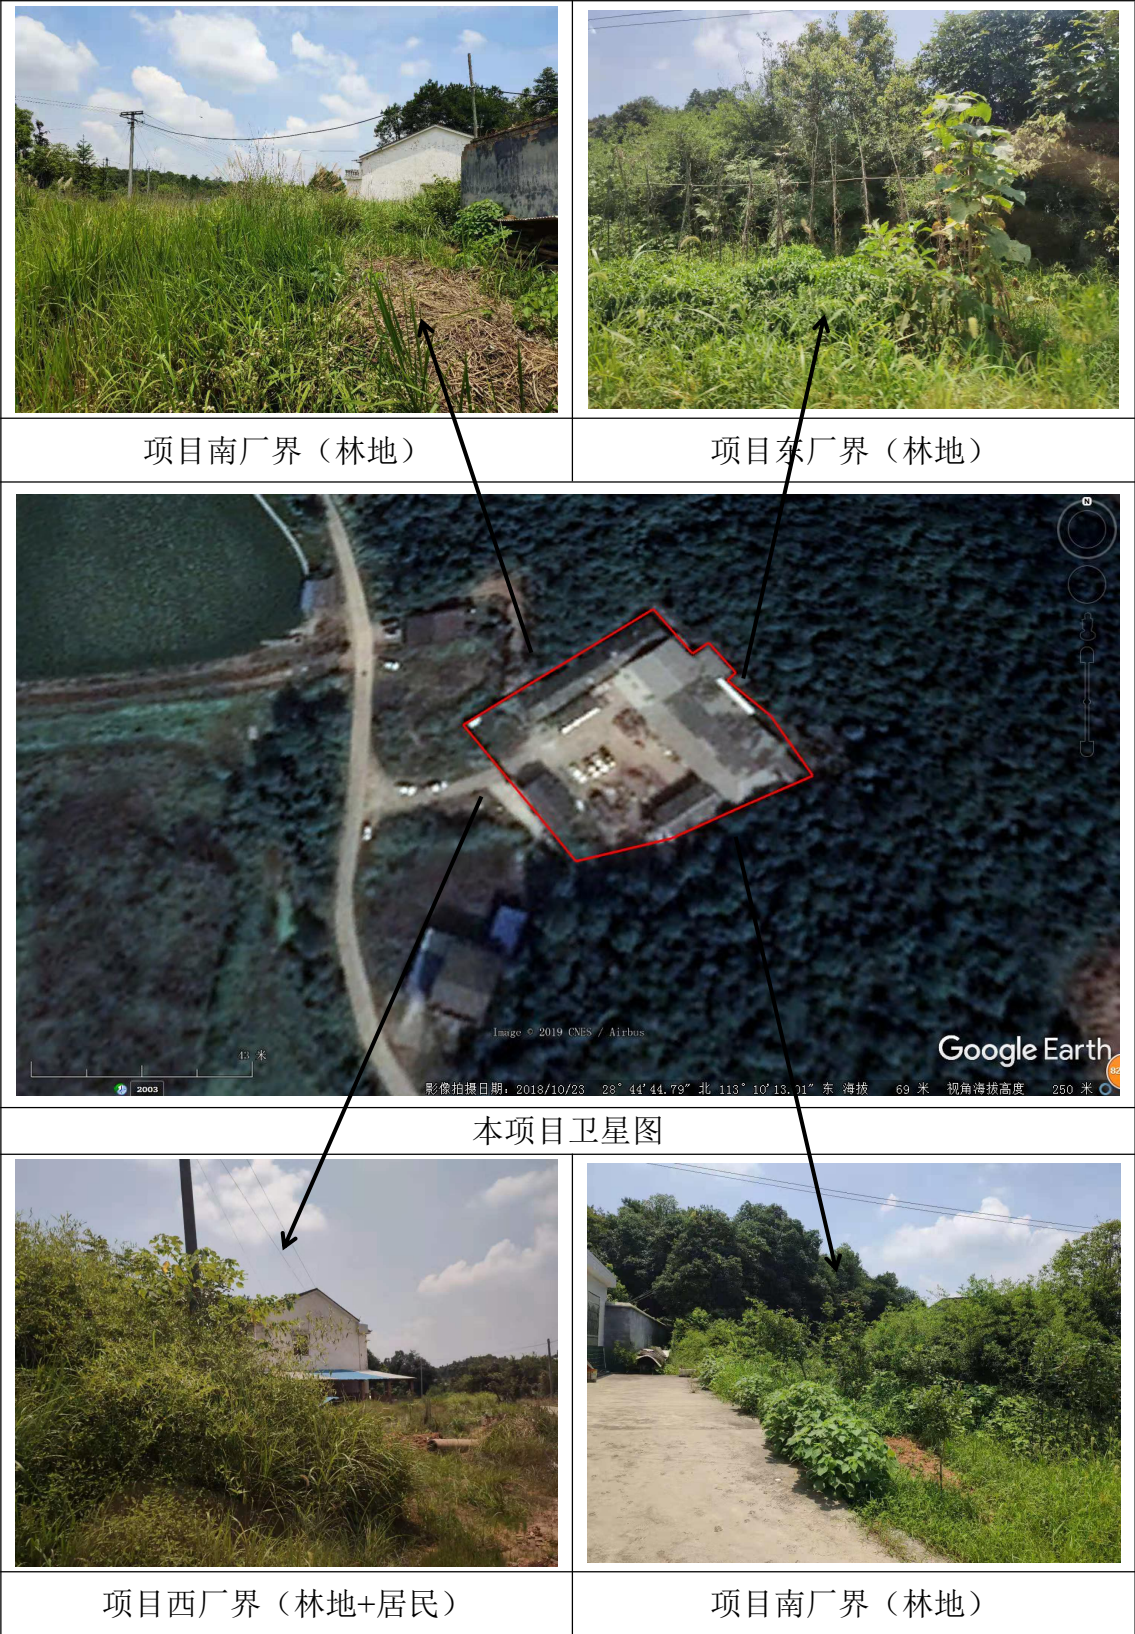 项目南厂界（林地）
项目东厂界（林地）
N
Image © 2019 CNES / Airbus
Google Earth
43 米
2003
影像拍摄日期：2018/10/23 28°44′44.79″ 北 113°10′13.01″ 东 海拔 69 米 视角海拔高度 250 米
82
本项目卫星图
项目西厂界（林地+居民）
项目南厂界（林地）